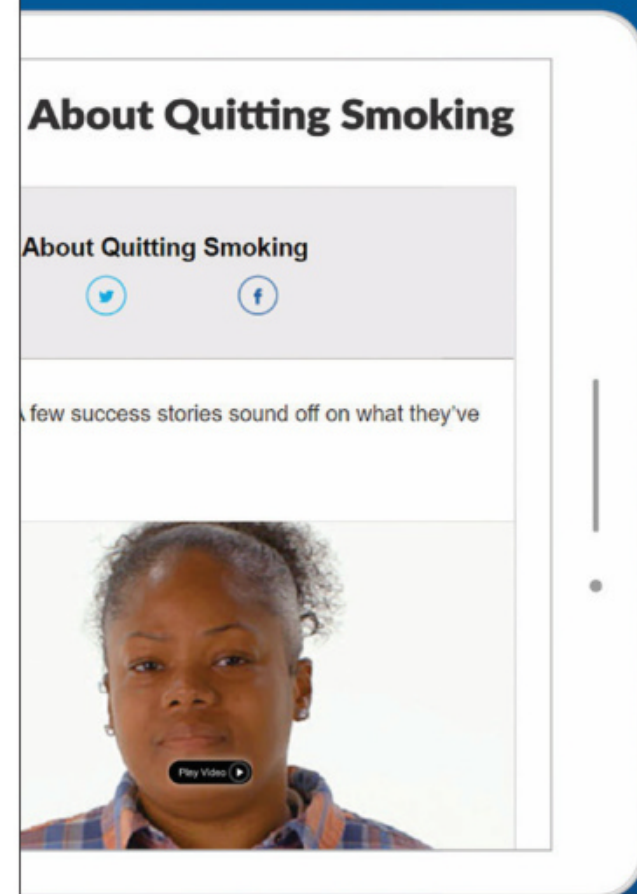 About Quitting Smoking
About Quitting Smoking
few success stories sound off on what they've
Play Video